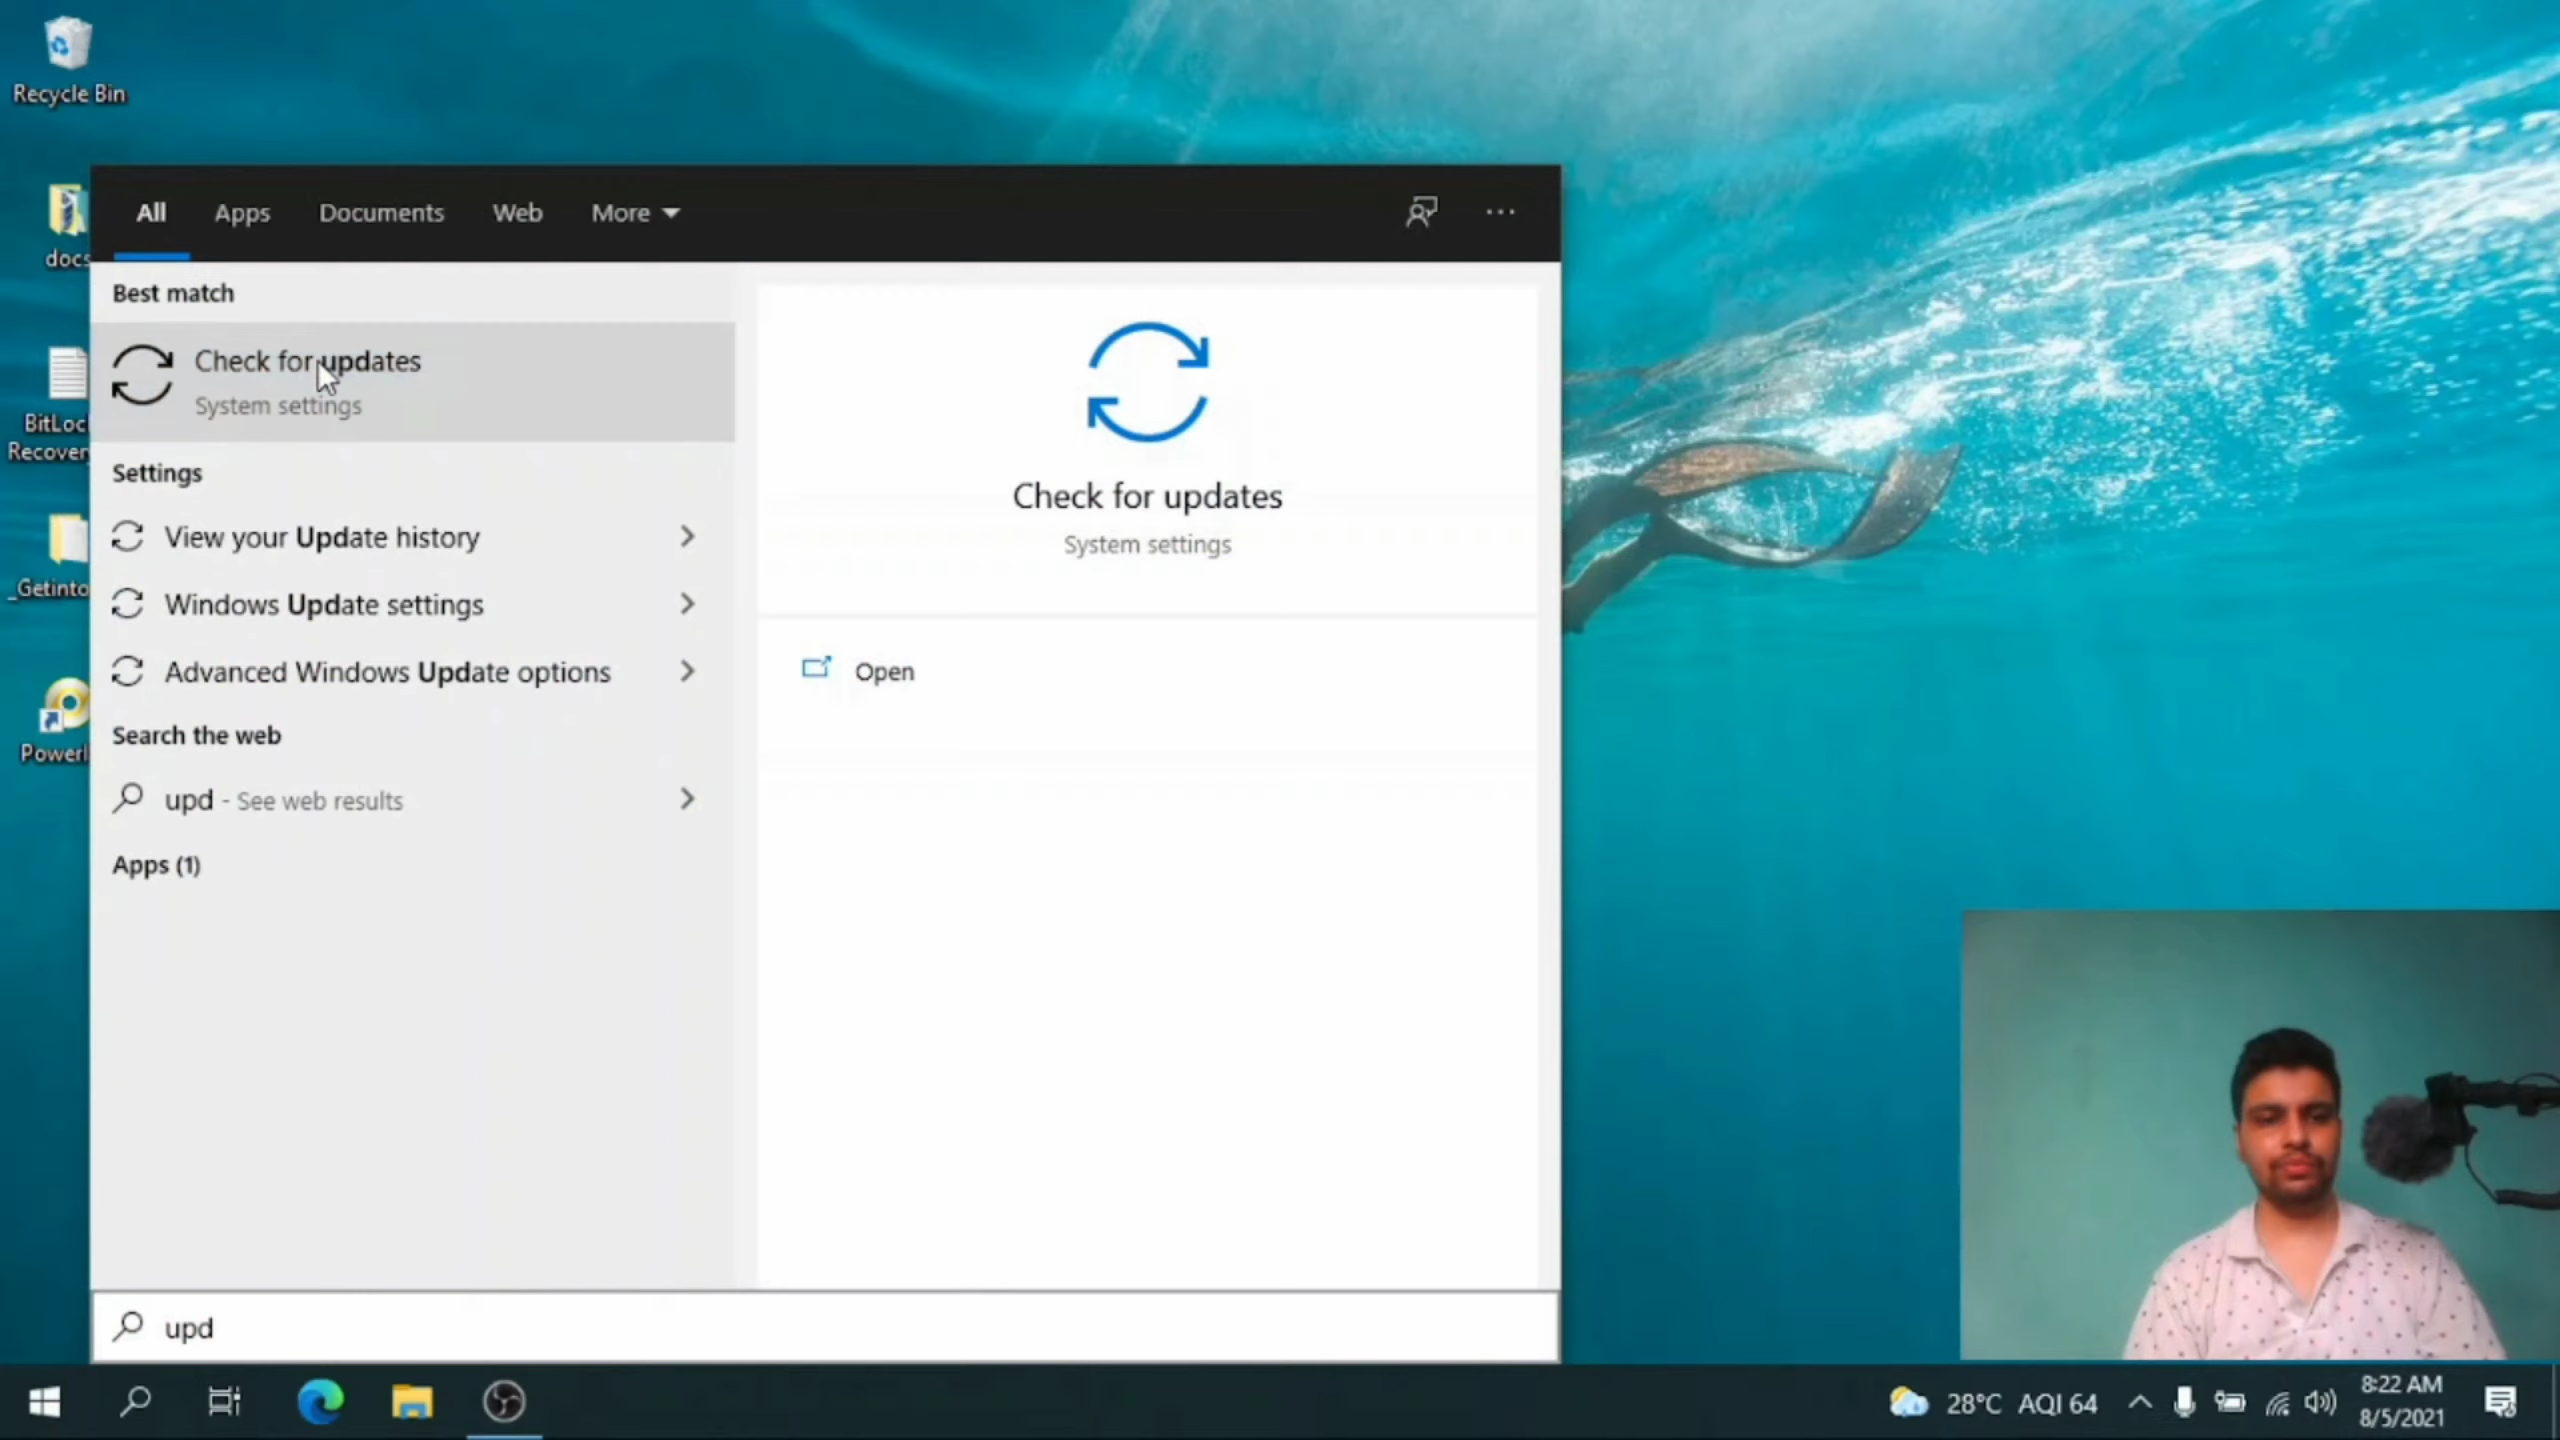 Recycle Bin
docs
BitLoc
Recover
_Getinto
Power
All Apps Documents Web More
Best match
Check for updates
System settings
Settings
View your Update history
Windows Update settings
Advanced Windows Update options
Search the web
upd - See web results
Apps (1)
Check for updates
System settings
Open
upd
28°C AQI 64
8:22 AM
8/5/2021